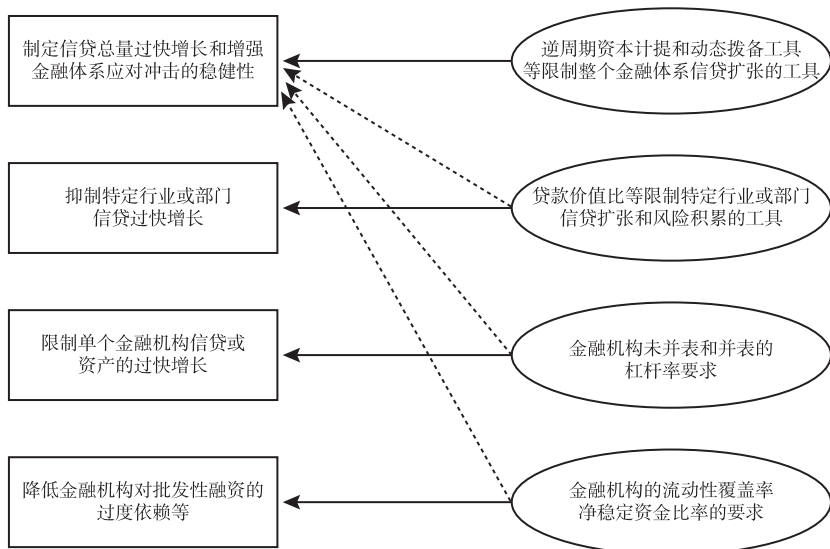 制定信贷总量过快增长和增强
金融体系应对冲击的稳健性
逆周期资本计提和动态拨备工具
等限制整个金融体系信贷扩张的工具
抑制特定行业或部门
信贷过快增长
贷款价值比等限制特定行业或部门
信贷扩张和风险积累的工具
限制单个金融机构信贷或
资产的过快增长
金融机构未并表和并表的
杠杆率要求
降低金融机构对批发性融资的
过度依赖等
金融机构的流动性覆盖率
净稳定资金比率的要求